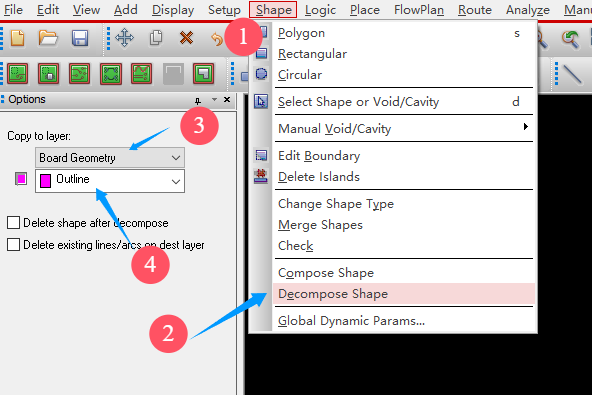 File Edit View Add Display Setup Shape Logic Place FlowPlan Route Analyze
1
Polygon s
Rectangular
Circular
Options
Select Shape or Void/Cavity d
3
Copy to layer:
Manual Void/Cavity
Board Geometry
Edit Boundary
Outline
Delete Islands
Change Shape Type
Delete shape after decompose
Merge Shapes
Delete existing lines/arcs on dest layer
Check
4
Compose Shape
Decompose Shape
2
Global Dynamic Params...